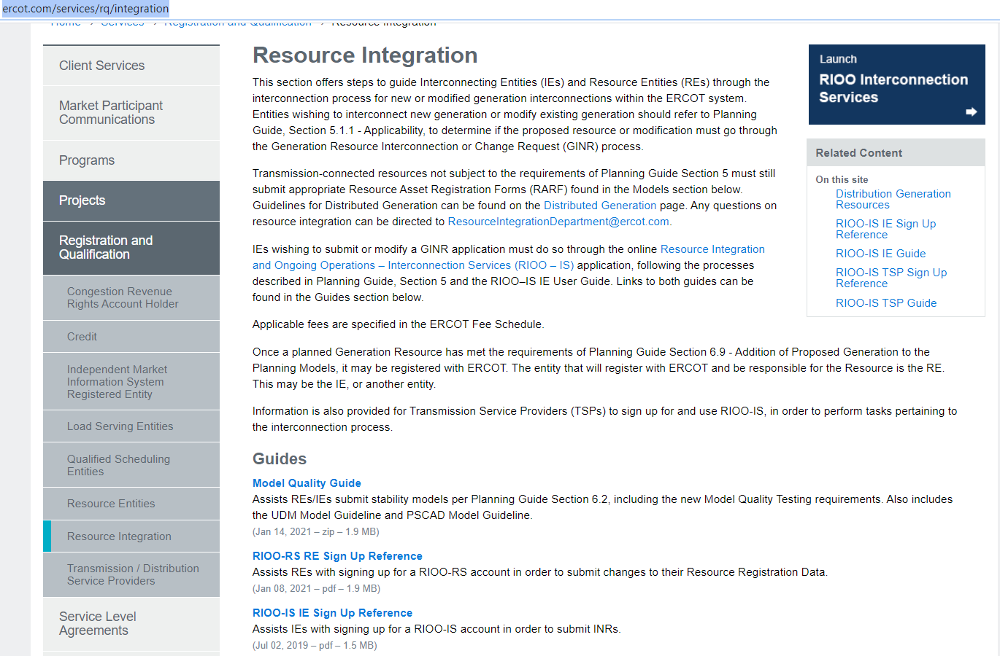 ercot.com/services/rq/integration
Home > Services > Registration and Qualification > Resource Integration
Client Services
Market Participant
Communications
Programs
Projects
Registration and
Qualification
Congestion Revenue
Rights Account Holder
Credit
Independent Market
Information System
Registered Entity
Load Serving Entities
Qualified Scheduling
Entities
Resource Entities
Resource Integration
Transmission / Distribution
Service Providers
Service Level
Agreements
Resource Integration
This section offers steps to guide Interconnecting Entities (IEs) and Resource Entities (REs) through the
interconnection process for new or modified generation interconnections within the ERCOT system.
Entities wishing to interconnect new generation or modify existing generation should refer to Planning
Guide, Section 5.1.1 - Applicability, to determine if the proposed resource or modification must go through
the Generation Resource Interconnection or Change Request (GINR) process.
Transmission-connected resources not subject to the requirements of Planning Guide Section 5 must still
submit appropriate Resource Asset Registration Forms (RARF) found in the Models section below.
Guidelines for Distributed Generation can be found on the Distributed Generation page. Any questions on
resource integration can be directed to ResourceIntegrationDepartment@ercot.com.
IEs wishing to submit or modify a GINR application must do so through the online Resource Integration
and Ongoing Operations – Interconnection Services (RIOO – IS) application, following the processes
described in Planning Guide, Section 5 and the RIOO–IS IE User Guide. Links to both guides can be
found in the Guides section below.
Applicable fees are specified in the ERCOT Fee Schedule.
Once a planned Generation Resource has met the requirements of Planning Guide Section 6.9 - Addition of Proposed Generation to the
Planning Models, it may be registered with ERCOT. The entity that will register with ERCOT and be responsible for the Resource is the RE.
This may be the IE, or another entity.
Information is also provided for Transmission Service Providers (TSPs) to sign up for and use RIOO-IS, in order to perform tasks pertaining to
the interconnection process.
Guides
Model Quality Guide
Assists REs/IEs submit stability models per Planning Guide Section 6.2, including the new Model Quality Testing requirements. Also includes
the UDM Model Guideline and PSCAD Model Guideline.
(Jan 14, 2021 – zip – 1.9 MB)
RIOO-RS RE Sign Up Reference
Assists REs with signing up for a RIOO-RS account in order to submit changes to their Resource Registration Data.
(Jan 08, 2021 – pdf – 1.9 MB)
RIOO-IS IE Sign Up Reference
Assists IEs with signing up for a RIOO-IS account in order to submit INRs.
(Jul 02, 2019 – pdf – 1.5 MB)
Launch
RIOO Interconnection
Services
Related Content
On this site
Distribution Generation
Resources
RIOO-IS IE Sign Up
Reference
RIOO-IS IE Guide
RIOO-IS TSP Sign Up
Reference
RIOO-IS TSP Guide